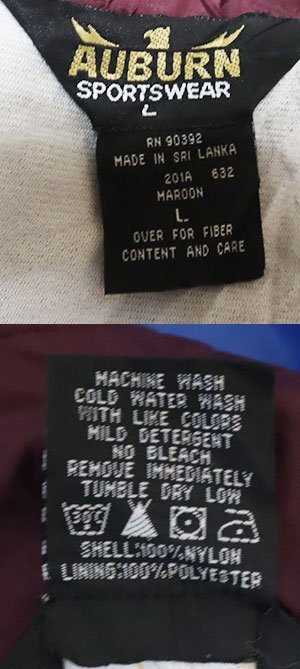 AUBURN
SPORTSWEAR
L
RN 90392
MADE IN SRI LANKA
201A 632
MAROON
L
OVER FOR FIBER
CONTENT AND CARE
MACHINE WASH
COLD WATER WASH
WITH LIKE COLORS
MILD DETERGENT
NO BLEACH
REMOVE IMMEDIATELY
TUMBLE DRY LOW
30C
SHELL:100%NYLON
LINING:100%POLYESTER